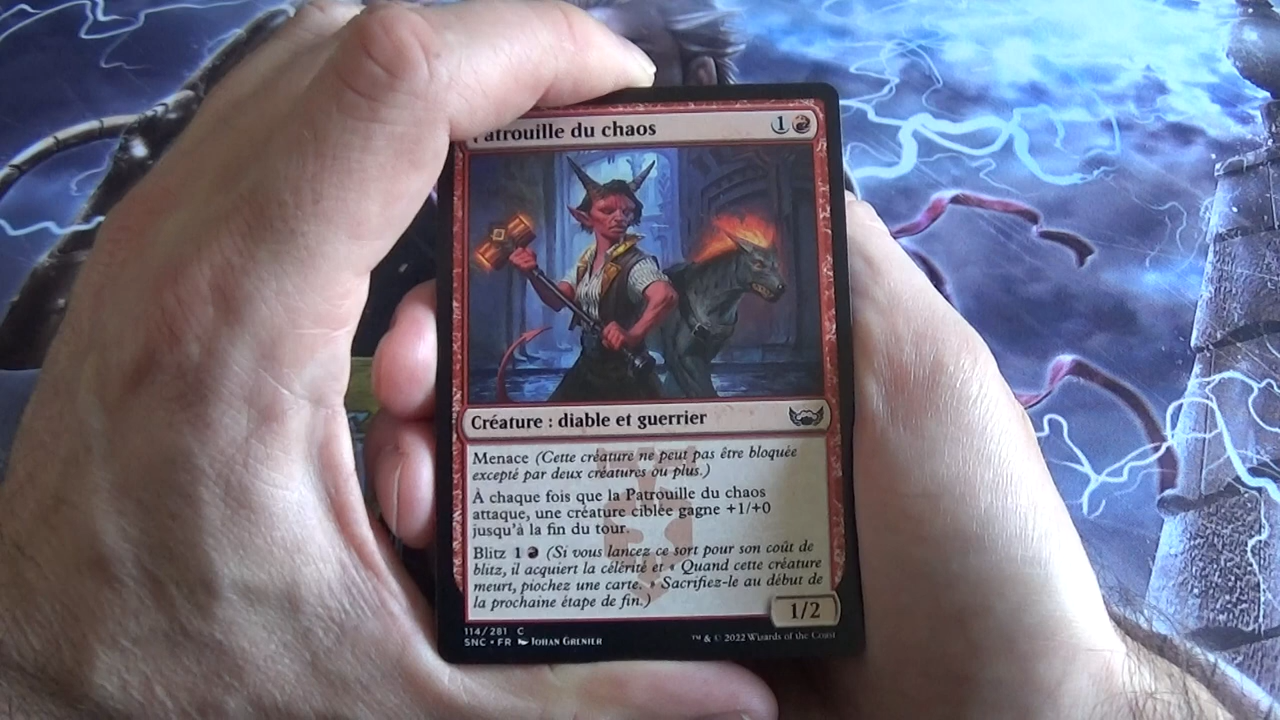 Patrouille du chaos 1
Créature : diable et guerrier
Menace (Cette créature ne peut pas être bloquée
excepté par deux créatures ou plus.)
À chaque fois que la Patrouille du chaos
attaque, une créature ciblée gagne +1/+0
jusqu'à la fin du tour.
Blitz 1 (Si vous lancez ce sort pour son coût de
blitz, il acquiert la célérité et « Quand cette créature
meurt, piochez une carte. » Sacrifiez-le au début de
la prochaine étape de fin.)
1/2
114/281 C
SNC • FR Johan Grenier
™ & © 2022 Wizards of the Coast